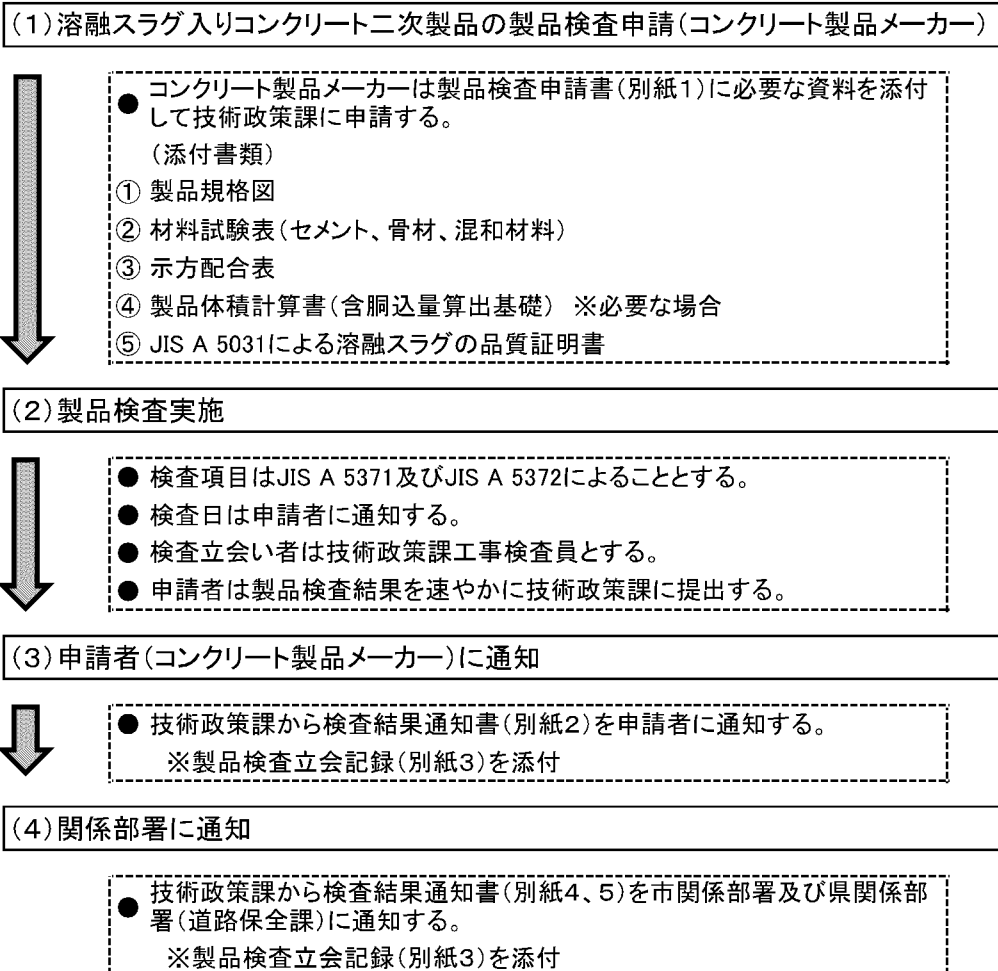 (1)溶融スラグ入りコンクリート二次製品の製品検査申請(コンクリート製品メーカー)
● コンクリート製品メーカーは製品検査申請書(別紙1)に必要な資料を添付
して技術政策課に申請する。
(添付書類)
① 製品規格図
② 材料試験表(セメント、骨材、混和材料)
③ 示方配合表
④ 製品体積計算書(含胴込量算出基礎) ※必要な場合
⑤ JIS A 5031による溶融スラグの品質証明書
(2)製品検査実施
● 検査項目はJIS A 5371及びJIS A 5372によることとする。
● 検査日は申請者に通知する。
● 検査立会い者は技術政策課工事検査員とする。
● 申請者は製品検査結果を速やかに技術政策課に提出する。
(3)申請者(コンクリート製品メーカー)に通知
● 技術政策課から検査結果通知書(別紙2)を申請者に通知する。
※製品検査立会記録(別紙3)を添付
(4)関係部署に通知
● 技術政策課から検査結果通知書(別紙4、5)を市関係部署及び県関係部
署(道路保全課)に通知する。
※製品検査立会記録(別紙3)を添付